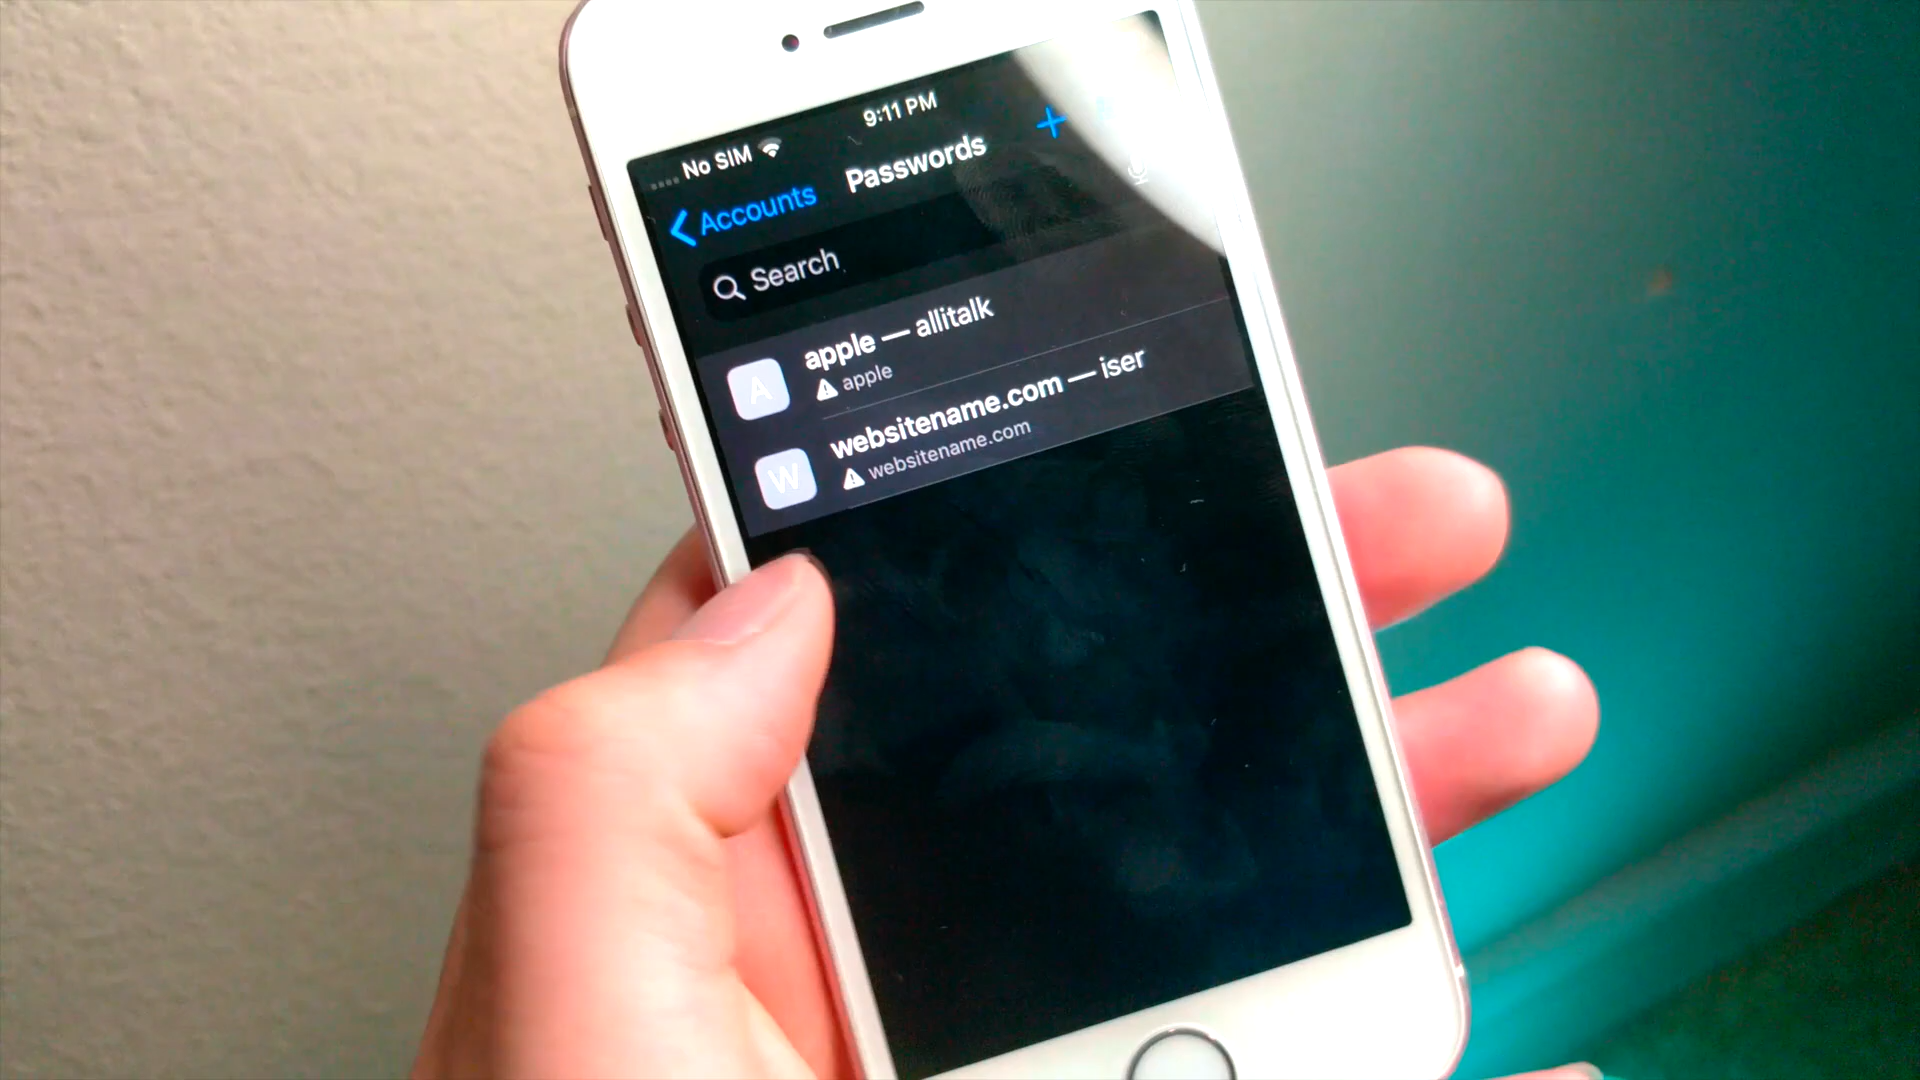 9:11 PM
No SIM
Accounts
Passwords
Search
A
apple — allitalk
apple
W
websitename.com — iser
websitename.com